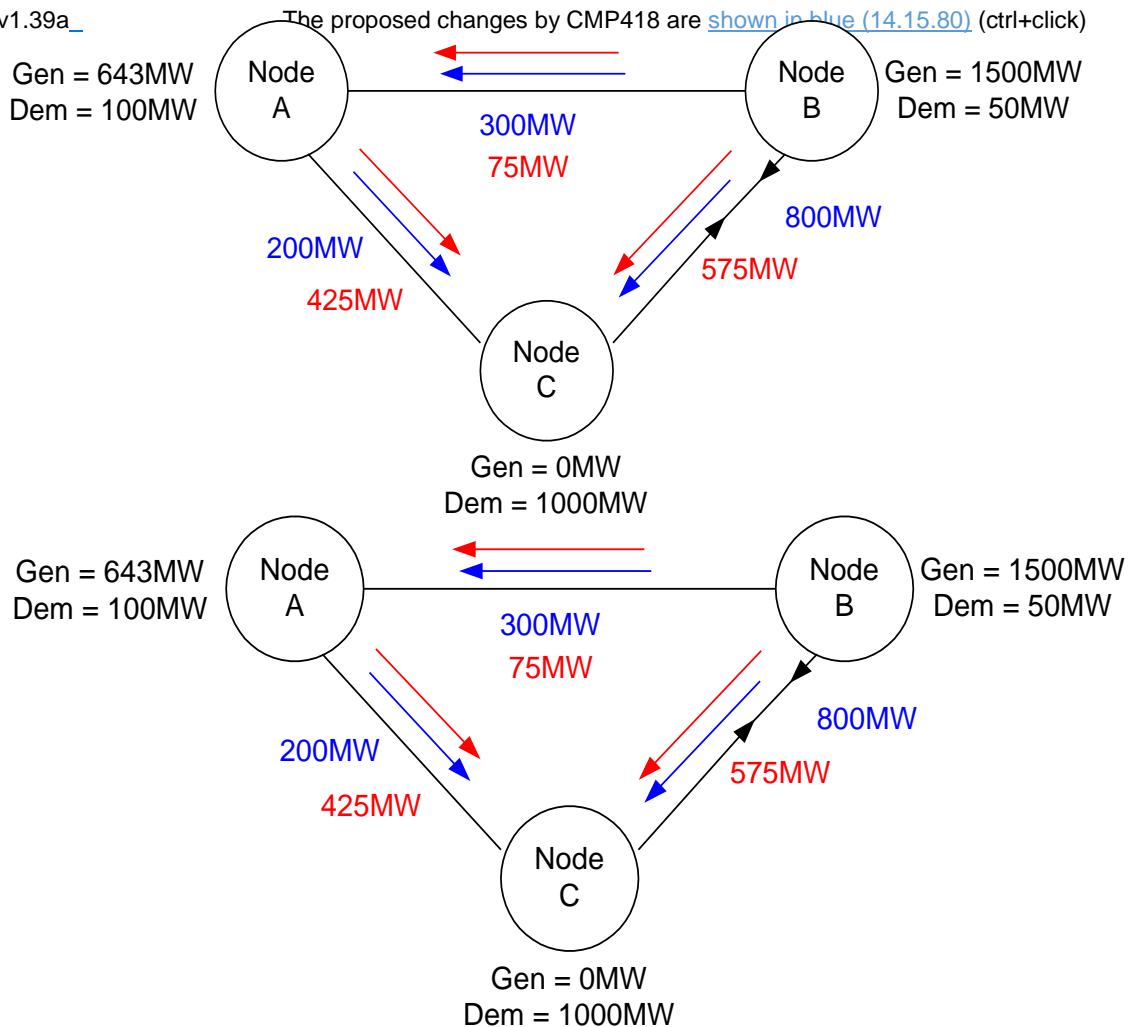 v1.39a_ The proposed changes by CMP418 are shown in blue (14.15.80) (ctrl+click)
Gen = 643MW
Dem = 100MW
Node
A
Node
B
Gen = 1500MW
Dem = 50MW
300MW
75MW
200MW
425MW
800MW
575MW
Node
C
Gen = 0MW
Dem = 1000MW
Gen = 643MW
Dem = 100MW
Node
A
Node
B
Gen = 1500MW
Dem = 50MW
300MW
75MW
200MW
425MW
800MW
575MW
Node
C
Gen = 0MW
Dem = 1000MW